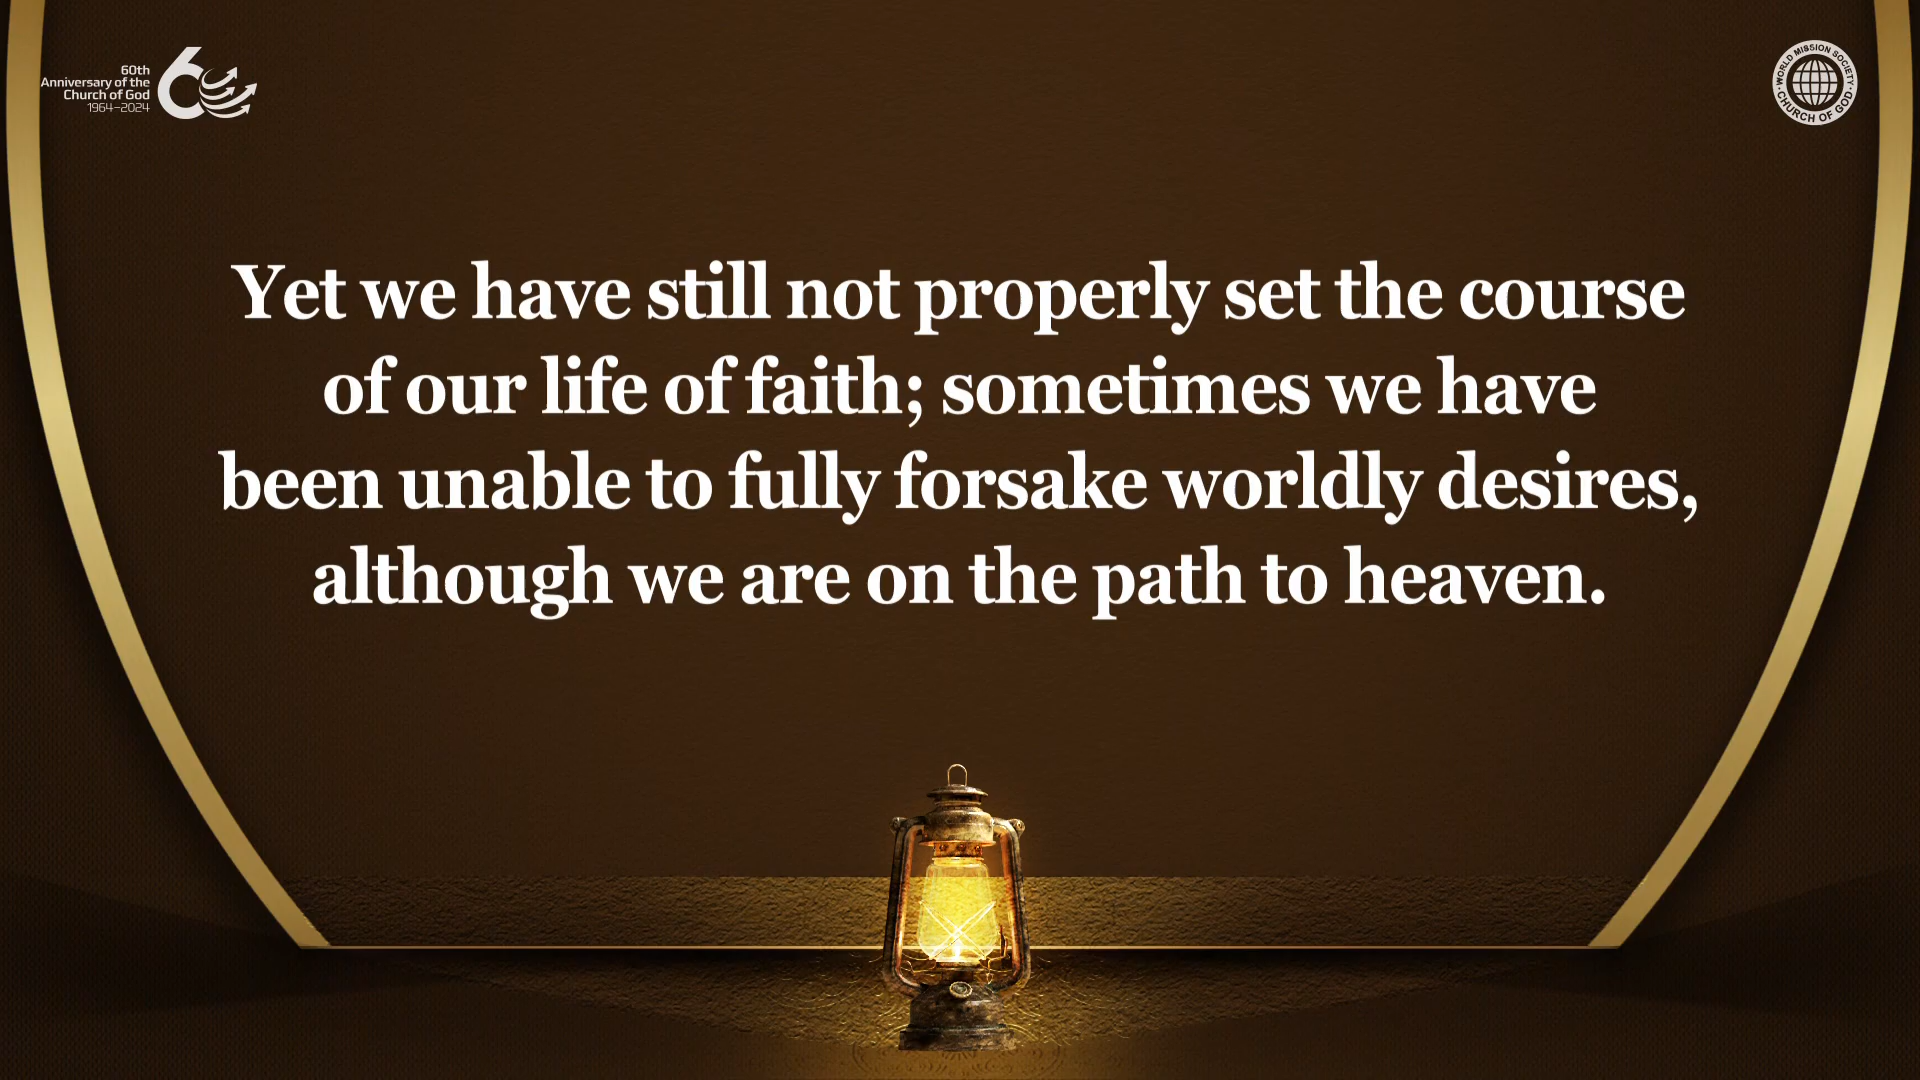 60th
Anniversary of the
Church of God
1964–2024
WORLD MISSION SOCIETY
CHURCH OF GOD
Yet we have still not properly set the course
of our life of faith; sometimes we have
been unable to fully forsake worldly desires,
although we are on the path to heaven.